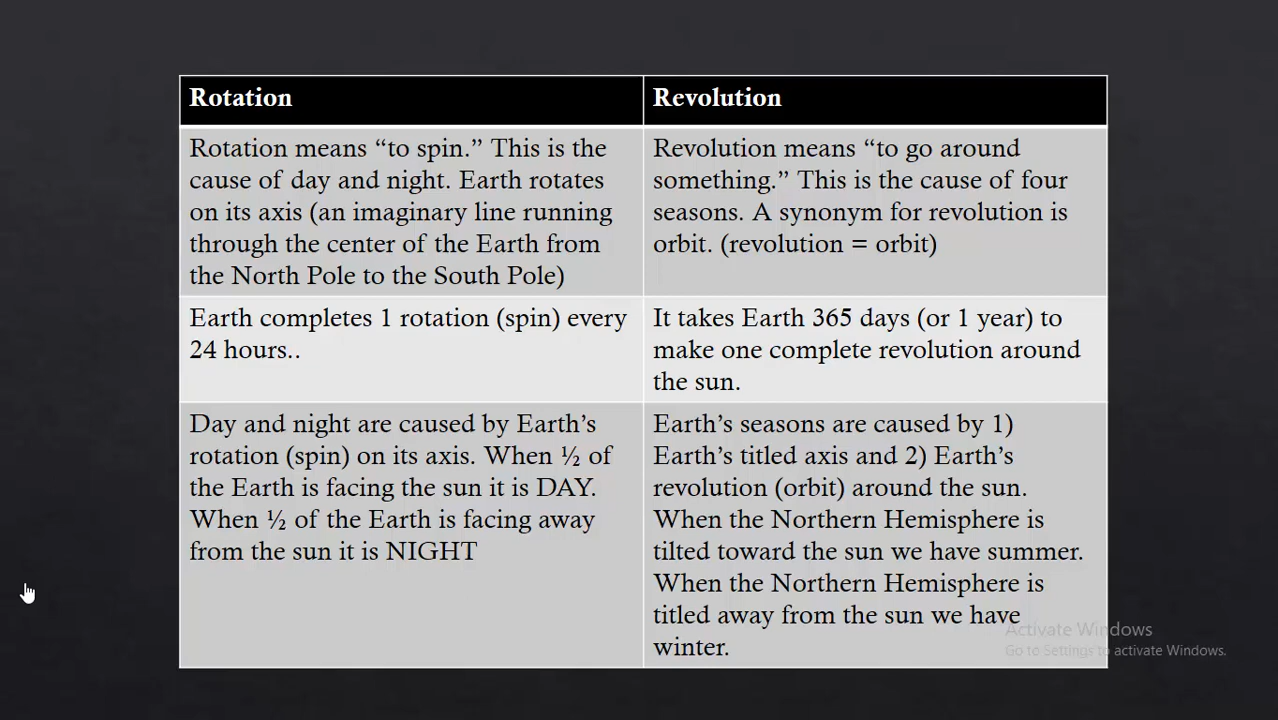 Rotation
Revolution
Rotation means “to spin.” This is the
cause of day and night. Earth rotates
on its axis (an imaginary line running
through the center of the Earth from
the North Pole to the South Pole)
Revolution means “to go around
something.” This is the cause of four
seasons. A synonym for revolution is
orbit. (revolution = orbit)
Earth completes 1 rotation (spin) every
24 hours..
It takes Earth 365 days (or 1 year) to
make one complete revolution around
the sun.
Day and night are caused by Earth’s
rotation (spin) on its axis. When ½ of
the Earth is facing the sun it is DAY.
When ½ of the Earth is facing away
from the sun it is NIGHT
Earth’s seasons are caused by 1)
Earth’s titled axis and 2) Earth’s
revolution (orbit) around the sun.
When the Northern Hemisphere is
tilted toward the sun we have summer.
When the Northern Hemisphere is
titled away from the sun we have
winter.
Activate Windows
Go to Settings to activate Windows.